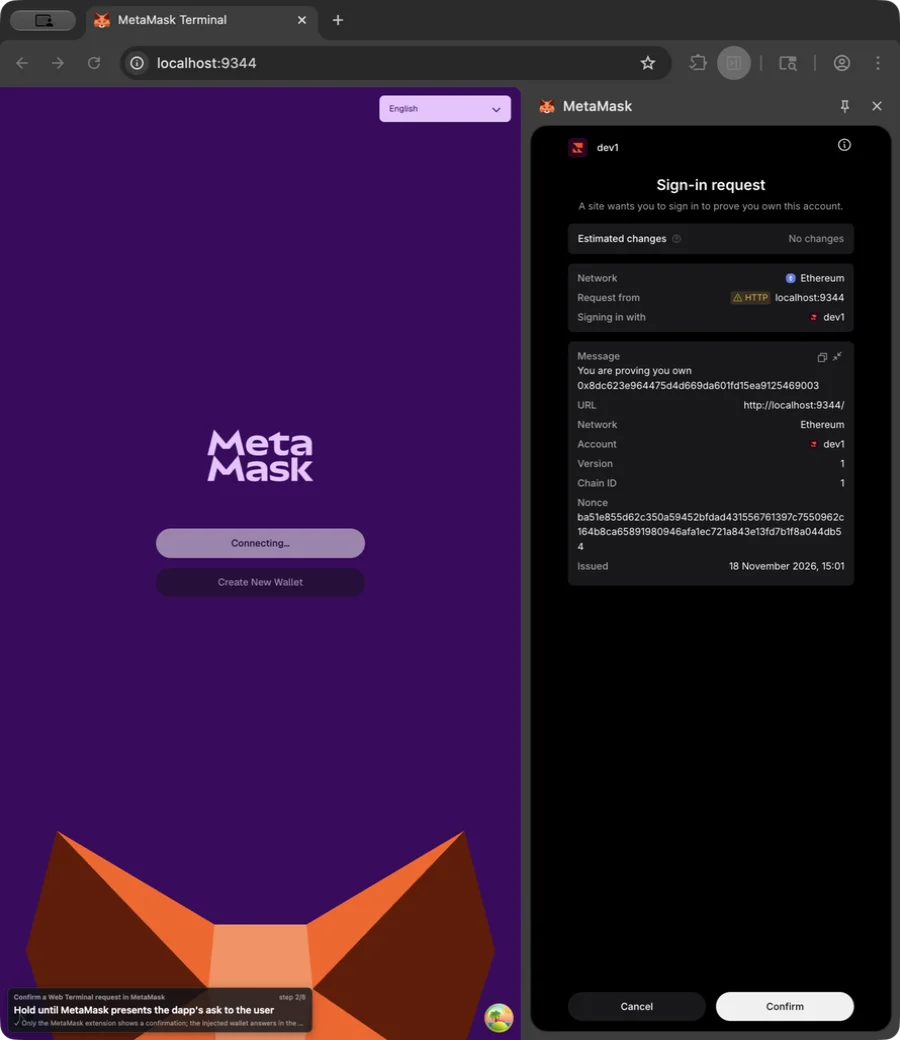 MetaMask Terminal
localhost:9344
English
Meta
Mask
Connecting...
Create New Wallet
Confirm a Web Terminal request in MetaMask step 2/8
Hold until MetaMask presents the dapp's ask to the user
✓ Only the MetaMask extension shows a confirmation; the injected wallet answers in the ...
MetaMask
dev1
Sign-in request
A site wants you to sign in to prove you own this account.
Estimated changes No changes
Network Ethereum
Request from HTTP localhost:9344
Signing in with dev1
Message
You are proving you own
0x8dc623e964475d4d669da601fd15ea9125469003
URL http://localhost:9344/
Network Ethereum
Account dev1
Version 1
Chain ID 1
Nonce
ba51e855d62c350a59452bfdad431556761397c7550962c
164b8ca65891980946afa1ec721a843e13fd7b1f8a044db5
4
Issued 18 November 2026, 15:01
Cancel Confirm